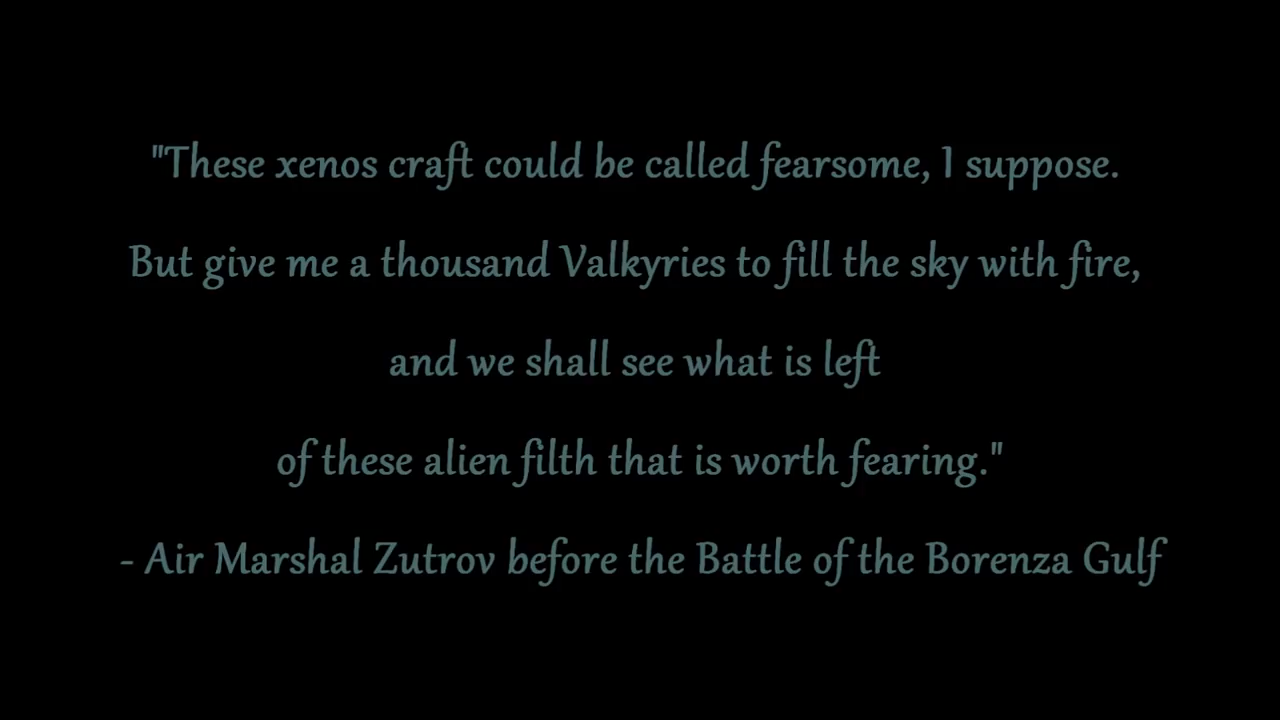 "These xenos craft could be called fearsome, I suppose.
But give me a thousand Valkyries to fill the sky with fire,
and we shall see what is left
of these alien filth that is worth fearing."
- Air Marshal Zutrov before the Battle of the Borenza Gulf